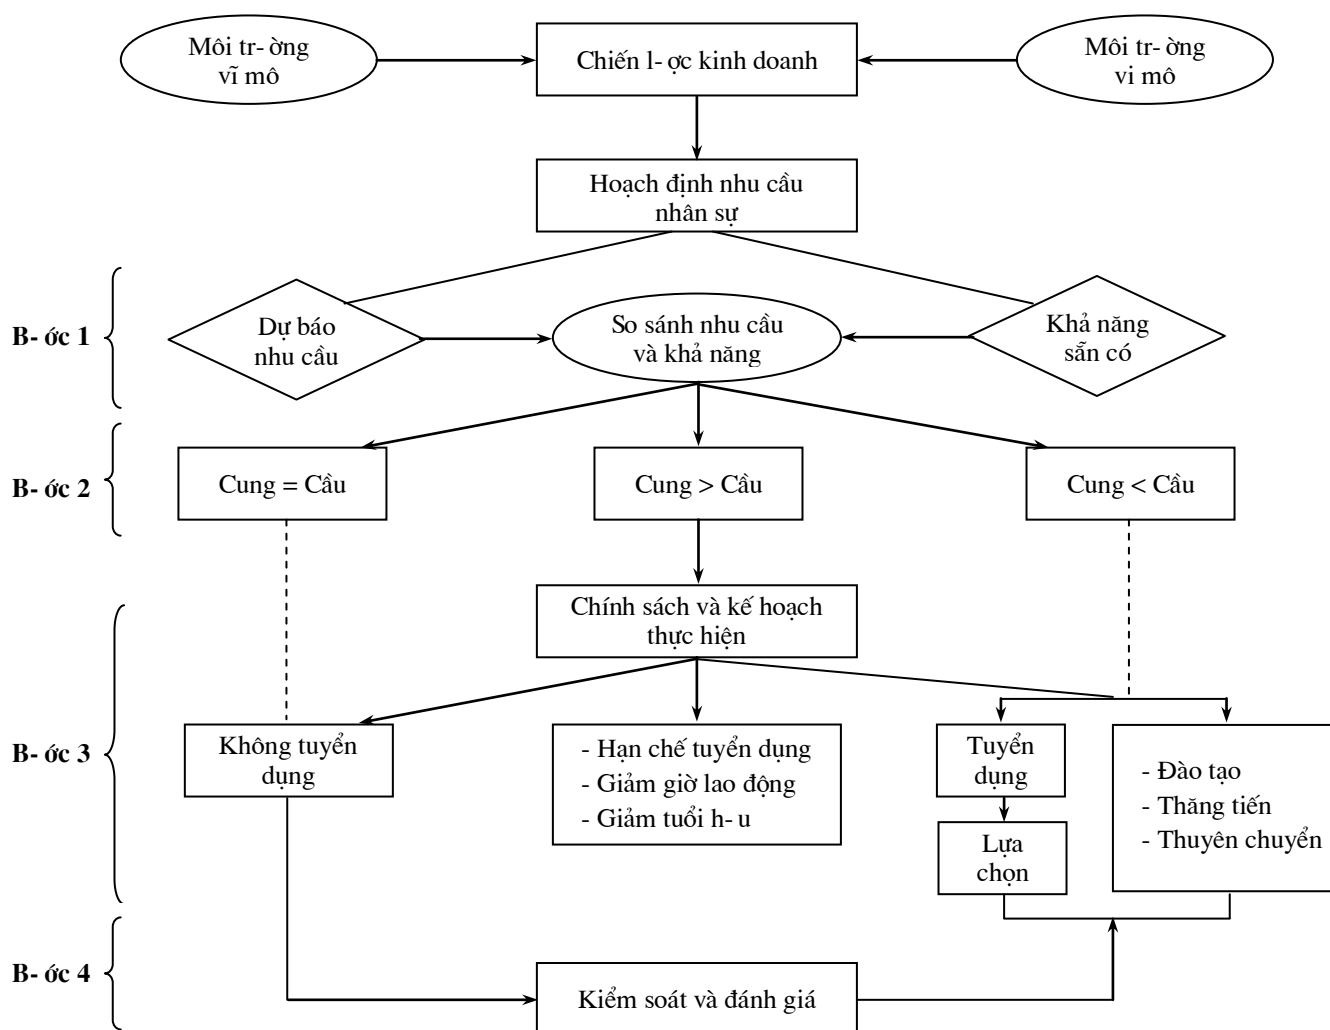 Môi tr- ờng
vĩ mô
Chiến l- ợc kinh doanh
Môi tr- ờng
vi mô
Hoạch định nhu cầu
nhân sự
B- ớc 1
Dự báo
nhu cầu
So sánh nhu cầu
và khả năng
Khả năng
sẵn có
B- ớc 2
Cung = Cầu
Cung > Cầu
Cung < Cầu
Chính sách và kế hoạch
thực hiện
B- ớc 3
Không tuyển
dụng
- Hạn chế tuyển dụng
- Giảm giờ lao động
- Giảm tuổi h- u
Tuyển
dụng
Lựa
chọn
- Đào tạo
- Thăng tiến
- Thuyên chuyển
B- ớc 4
Kiểm soát và đánh giá